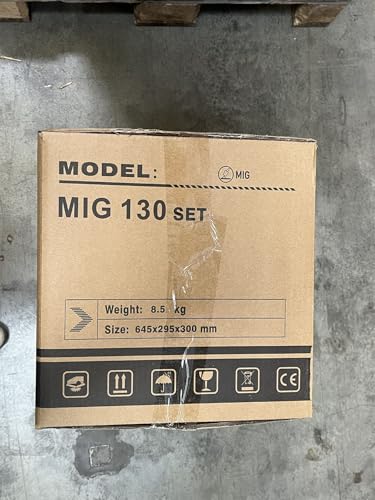 MODEL:
MIG
MIG 130 SET
Weight: 8.5 kg
Size: 645x295x300 mm
CE